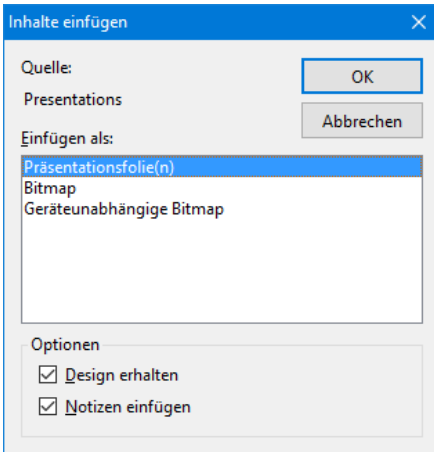 Inhalte einfügen
Quelle:
OK
Presentations
Abbrechen
Einfügen als:
Präsentationsfolie(n)
Bitmap
Geräteunabhängige Bitmap
Optionen
Design erhalten
Notizen einfügen